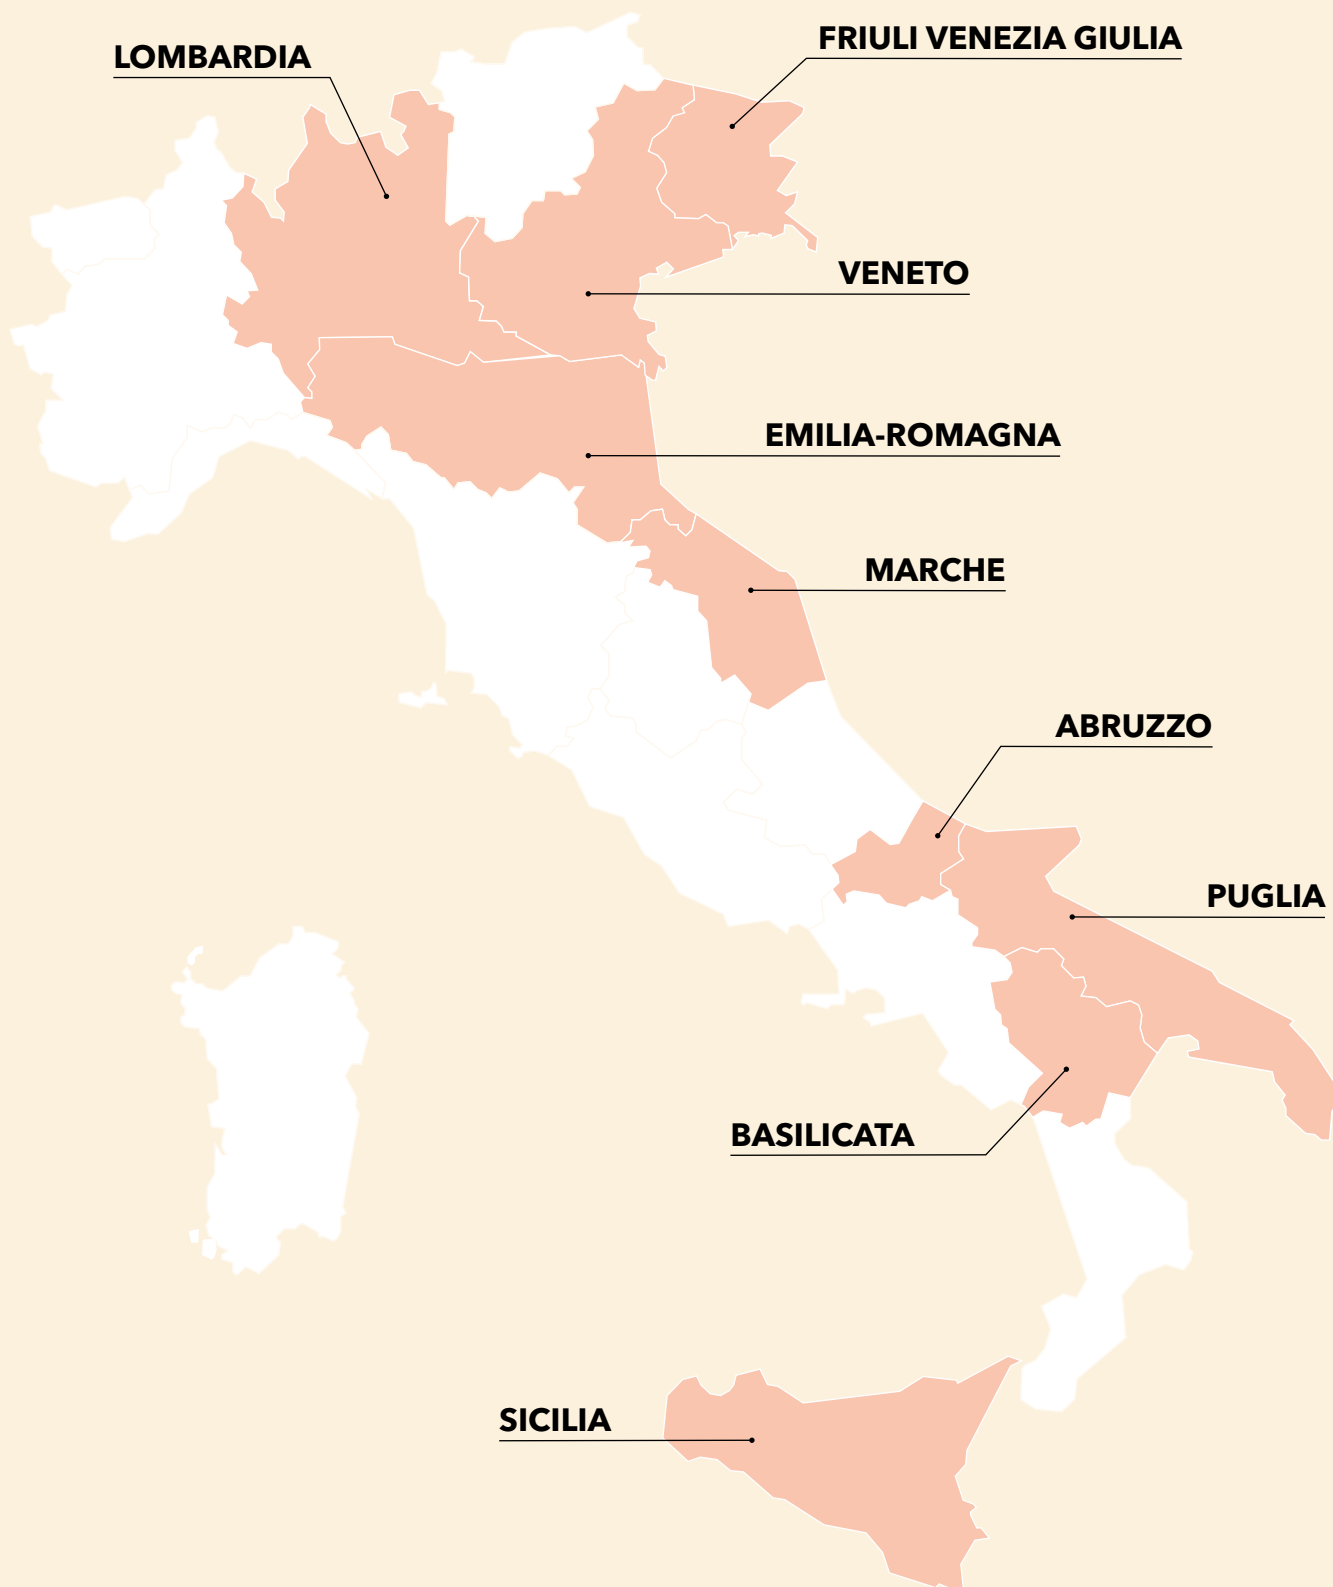 FRIULI VENEZIA GIULIA
LOMBARDIA
VENETO
EMILIA-ROMAGNA
MARCHE
ABRUZZO
PUGLIA
BASILICATA
SICILIA